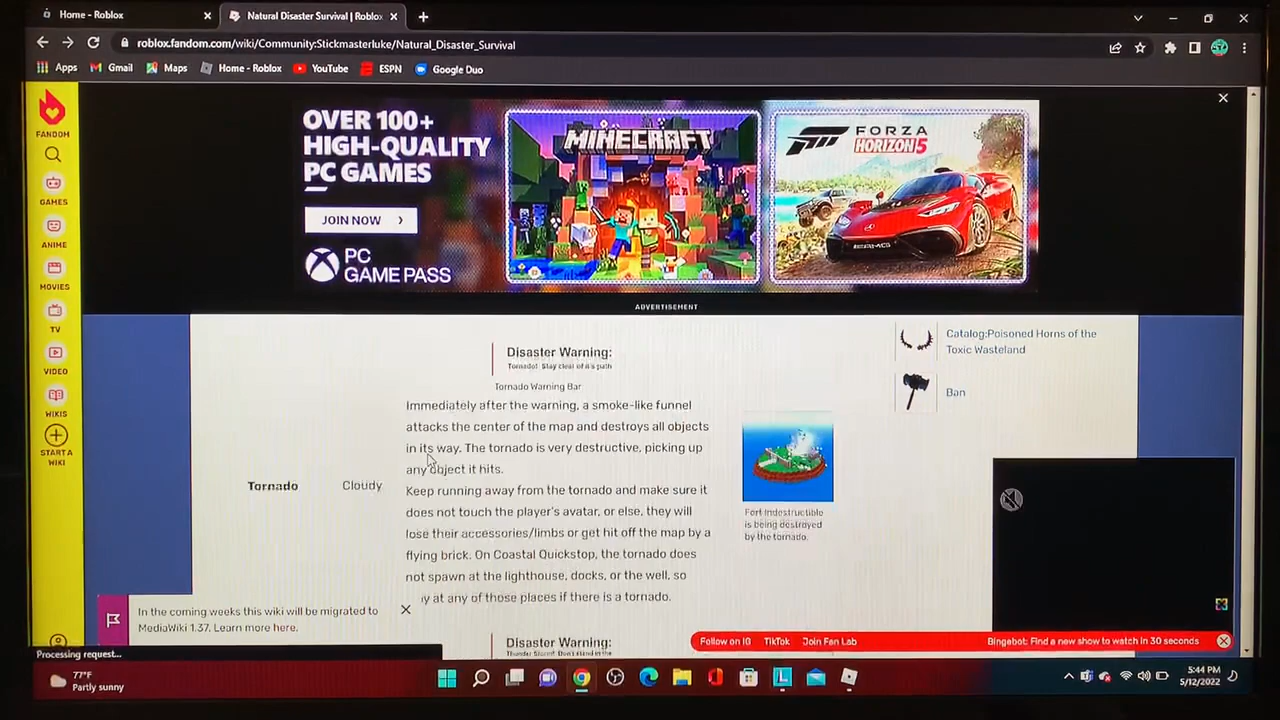 Home - Roblox
Natural Disaster Survival | Roblox
roblox.fandom.com/wiki/Community:Stickmasterluke/Natural_Disaster_Survival
Apps
Gmail
Maps
Home - Roblox
YouTube
ESPN
Google Duo
FANDOM
GAMES
ANIME
MOVIES
TV
VIDEO
WIKIS
START A
WIKI
OVER 100+
HIGH-QUALITY
PC GAMES
JOIN NOW
PC
GAME PASS
MINECRAFT
FORZA
HORIZON 5
ADVERTISEMENT
Disaster Warning:
Tornado! Stay clear of it's path
Tornado Warning Bar
Tornado
Cloudy
Immediately after the warning, a smoke-like funnel
attacks the center of the map and destroys all objects
in its way. The tornado is very destructive, picking up
any object it hits.
Keep running away from the tornado and make sure it
does not touch the player's avatar, or else, they will
lose their accessories/limbs or get hit off the map by a
flying brick. On Coastal Quickstop, the tornado does
not spawn at the lighthouse, docks, or the well, so
ay at any of those places if there is a tornado.
Fort Indestructible
is being destroyed
by the tornado.
Catalog:Poisoned Horns of the
Toxic Wasteland
Ban
In the coming weeks this wiki will be migrated to
MediaWiki 1.37. Learn more here.
Disaster Warning:
Follow on IG
TikTok
Join Fan Lab
Bingebot: Find a new show to watch in 30 seconds
Processing request...
77°F
Partly sunny
5:44 PM
5/12/2022